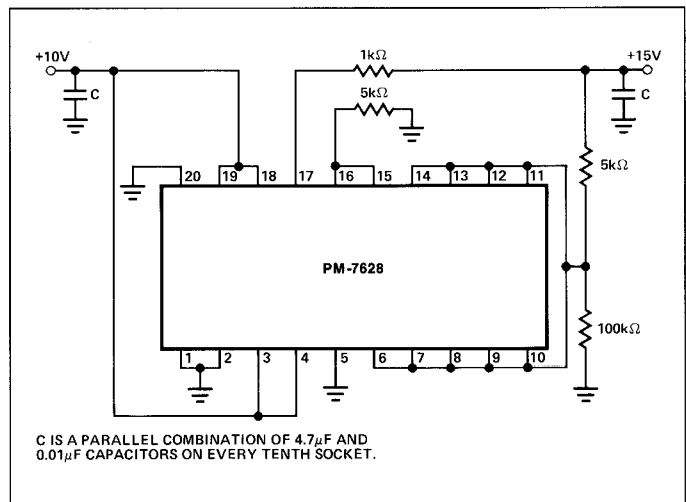 +10V
1kΩ
+15V
C
5kΩ
C
5kΩ
20 19 18 17 16 15 14 13 12 11
PM-7628
100kΩ
1 2 3 4 5 6 7 8 9 10
C IS A PARALLEL COMBINATION OF 4.7μF AND
0.01μF CAPACITORS ON EVERY TENTH SOCKET.